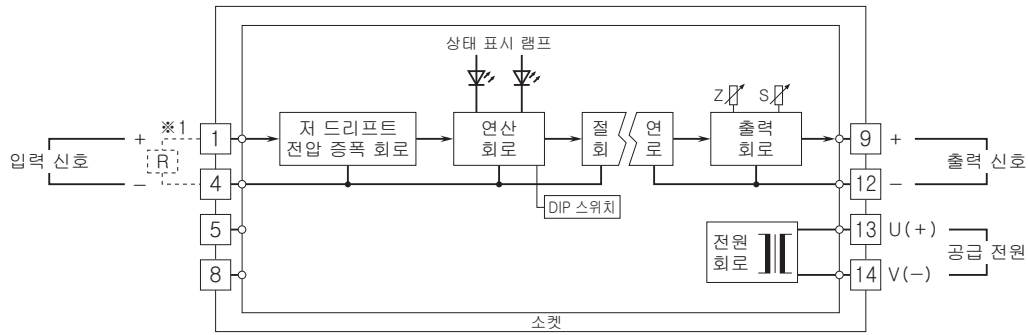 상태 표시 램프
Z
S
※1
+
1
저 드리프트
전압 증폭 회로
연산
회로
절 연
회 로
출력
회로
9
+
입력 신호
R
출력 신호
−
4
12
−
DIP 스위치
5
전원
회로
13
U(+)
공급 전원
8
14
V(−)
소켓